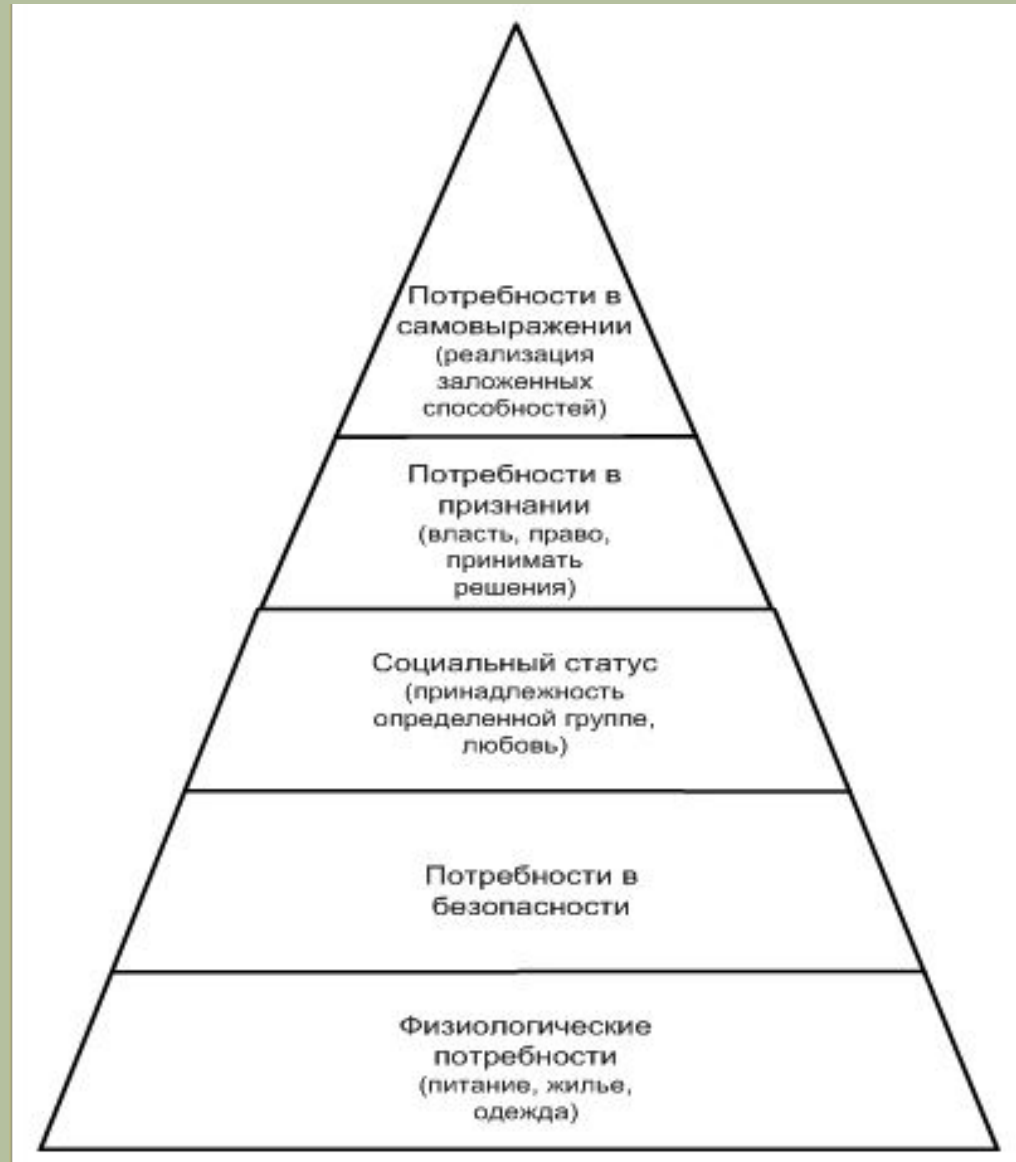 Потребности в
самовыражении
(реализация
заложенных
способностей)
Потребности в
признании
(власть, право,
принимать
решения)
Социальный статус
(принадлежность
определенной группе,
любовь)
Потребности в
безопасности
Физиологические
потребности
(питание, жилье,
одежда)